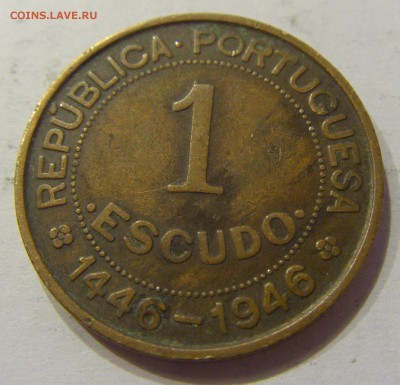 COINS.LAVE.RU
REPÚBLICA · PORTUGUESA
1
· ESCUDO ·
1446-1946